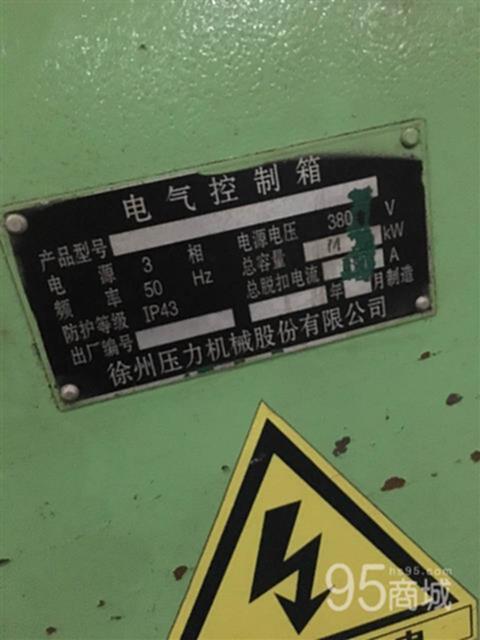 电气控制箱
产品型号
电源 3 相 电源电压 380 V
频率 50 Hz 总容量 kW
防护等级 IP43 总脱扣电流 A
出厂编号 年 月制造
徐州压力机械股份有限公司
95商城
hs95.com